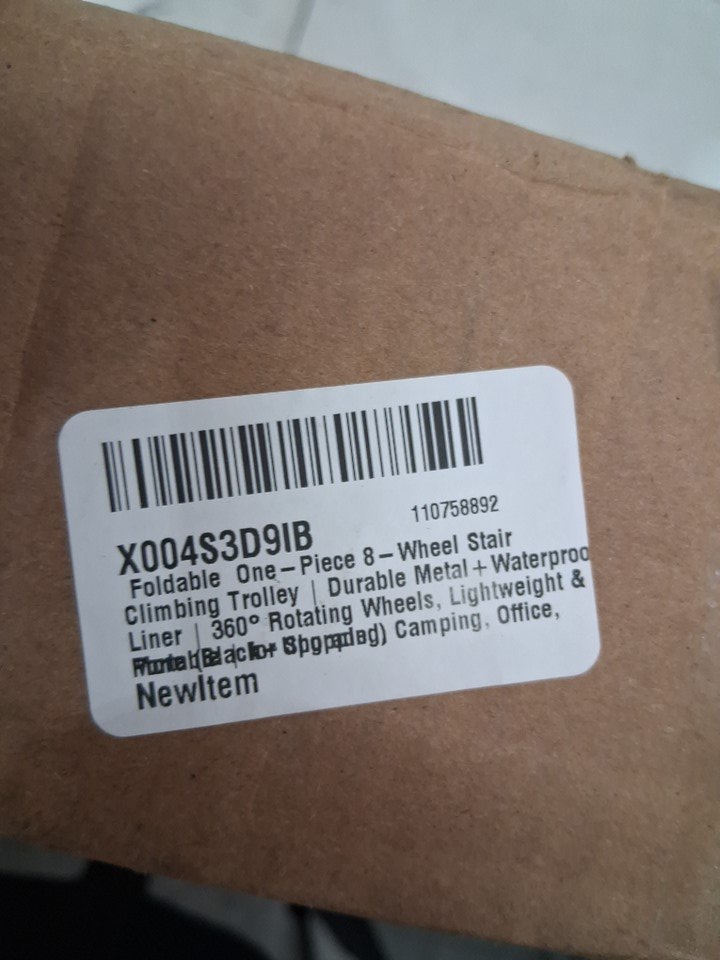 110758892
X004S3D9IB
Foldable One-Piece 8-Wheel Stair
Climbing Trolley | Durable Metal+Waterproo
Liner | 360° Rotating Wheels, Lightweight &
Camping, Office,
NewItem